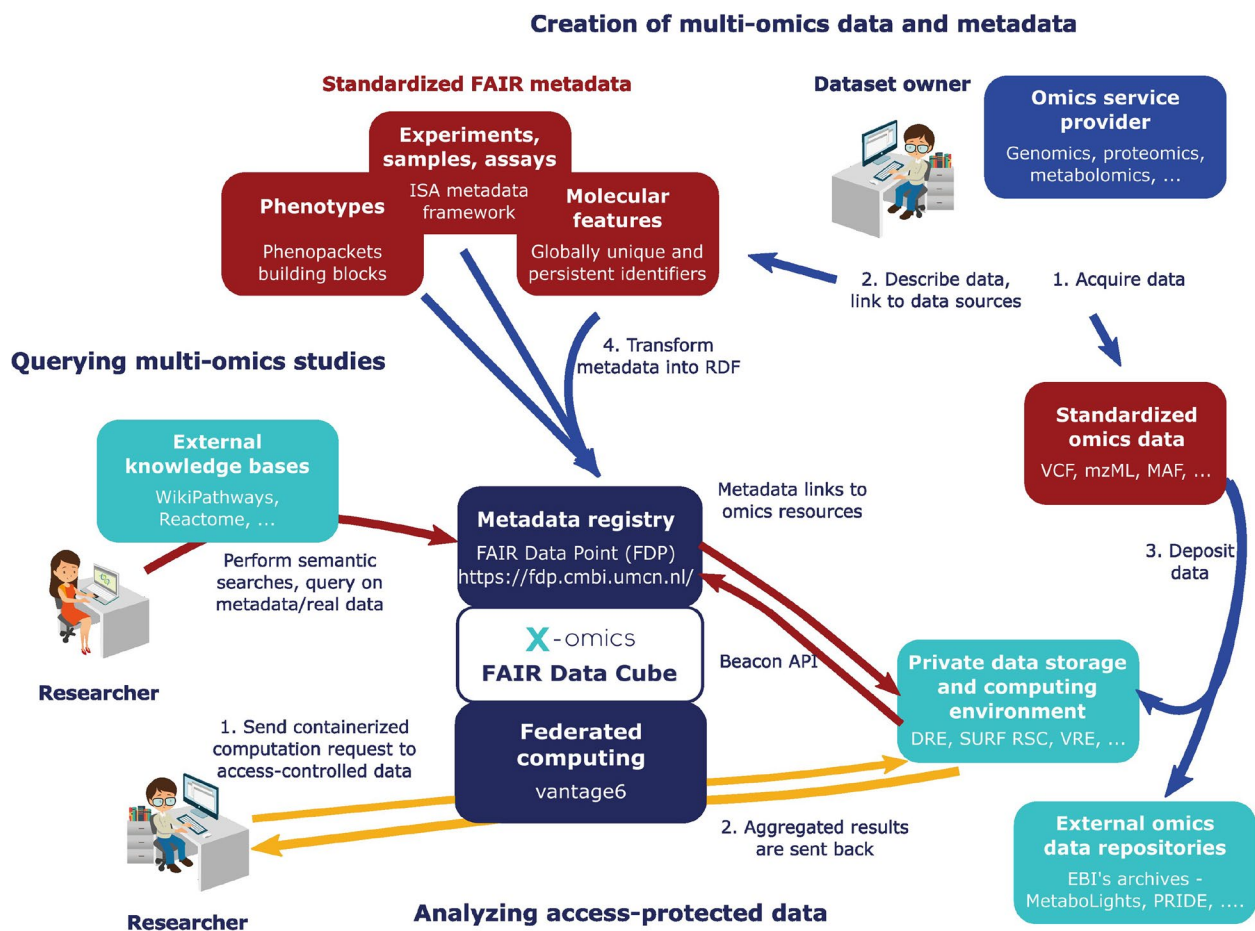 Creation of multi-omics data and metadata
Standardized FAIR metadata
Experiments,
samples, assays
ISA metadata
framework
Phenotypes
Phenopackets
building blocks
Molecular
features
Globally unique and
persistent identifiers
Dataset owner
Omics service
provider
Genomics, proteomics,
metabolomics, ...
2. Describe data,
link to data sources
1. Acquire data
4. Transform
metadata into RDF
Standardized
omics data
VCF, mzML, MAF, ...
3. Deposit
data
Querying multi-omics studies
External
knowledge bases
WikiPathways,
Reactome, ...
Perform semantic
searches, query on
metadata/real data
Researcher
Metadata registry
FAIR Data Point (FDP)
https://fdp.cmbi.umcn.nl/
X-omics
FAIR Data Cube
Federated
computing
vantage6
Metadata links to
omics resources
Beacon API
Private data storage
and computing
environment
DRE, SURF RSC, VRE, ...
External omics
data repositories
EBI's archives -
MetaboLights, PRIDE, ....
1. Send containerized
computation request to
access-controlled data
2. Aggregated results
are sent back
Researcher
Analyzing access-protected data